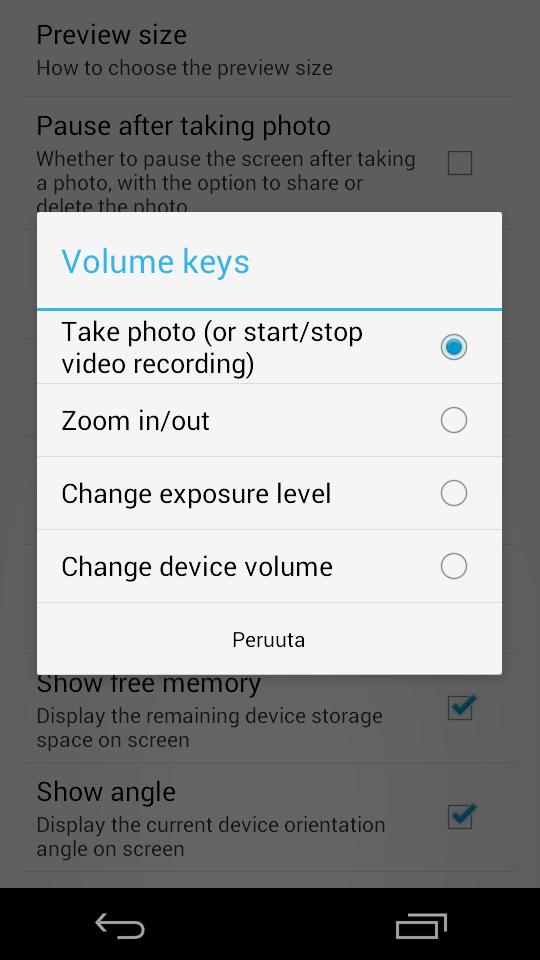 Preview size
How to choose the preview size
Pause after taking photo
Whether to pause the screen after taking
a photo, with the option to share or
delete the photo
Volume keys
Take photo (or start/stop
video recording)
Zoom in/out
Change exposure level
Change device volume
Peruuta
Show free memory
Display the remaining device storage
space on screen
Show angle
Display the current device orientation
angle on screen